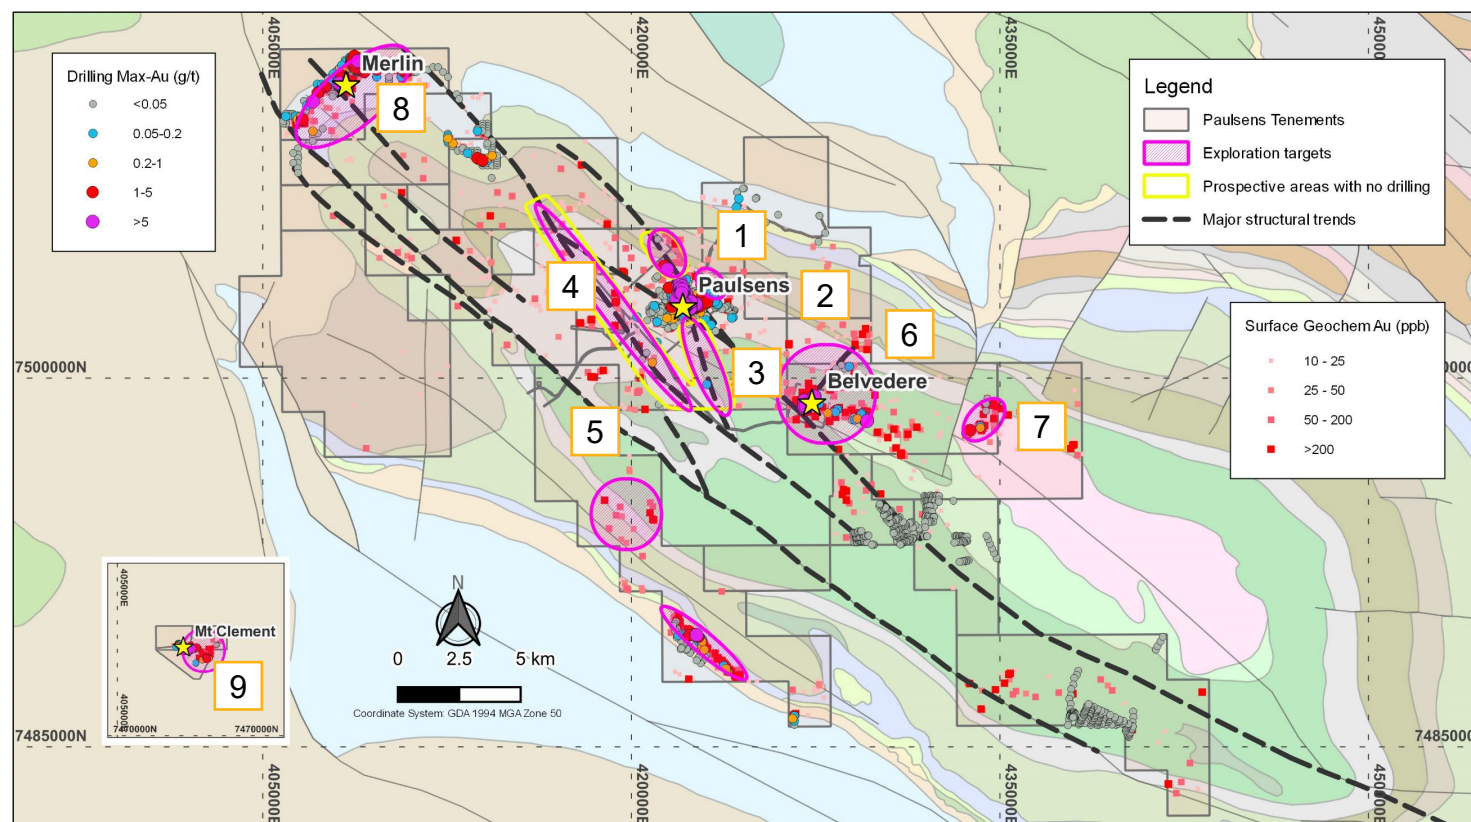 405000E
420000E
435000E
450000E
Drilling Max-Au (g/t)
<0.05
0.05-0.2
0.2-1
1-5
>5
Legend
Paulsens Tenements
Exploration targets
Prospective areas with no drilling
Major structural trends
Merlin
8
1
4
Paulsens
2
6
Surface Geochem Au (ppb)
10 - 25
25 - 50
50 - 200
>200
7500000N
3
Belvedere
5
7
405000E
Mt Clement
9
7470000N
7470000N
N
0
2.5
5 km
Coordinate System: GDA 1994 MGA Zone 50
7485000N
405000E
420000E
435000E
450000E